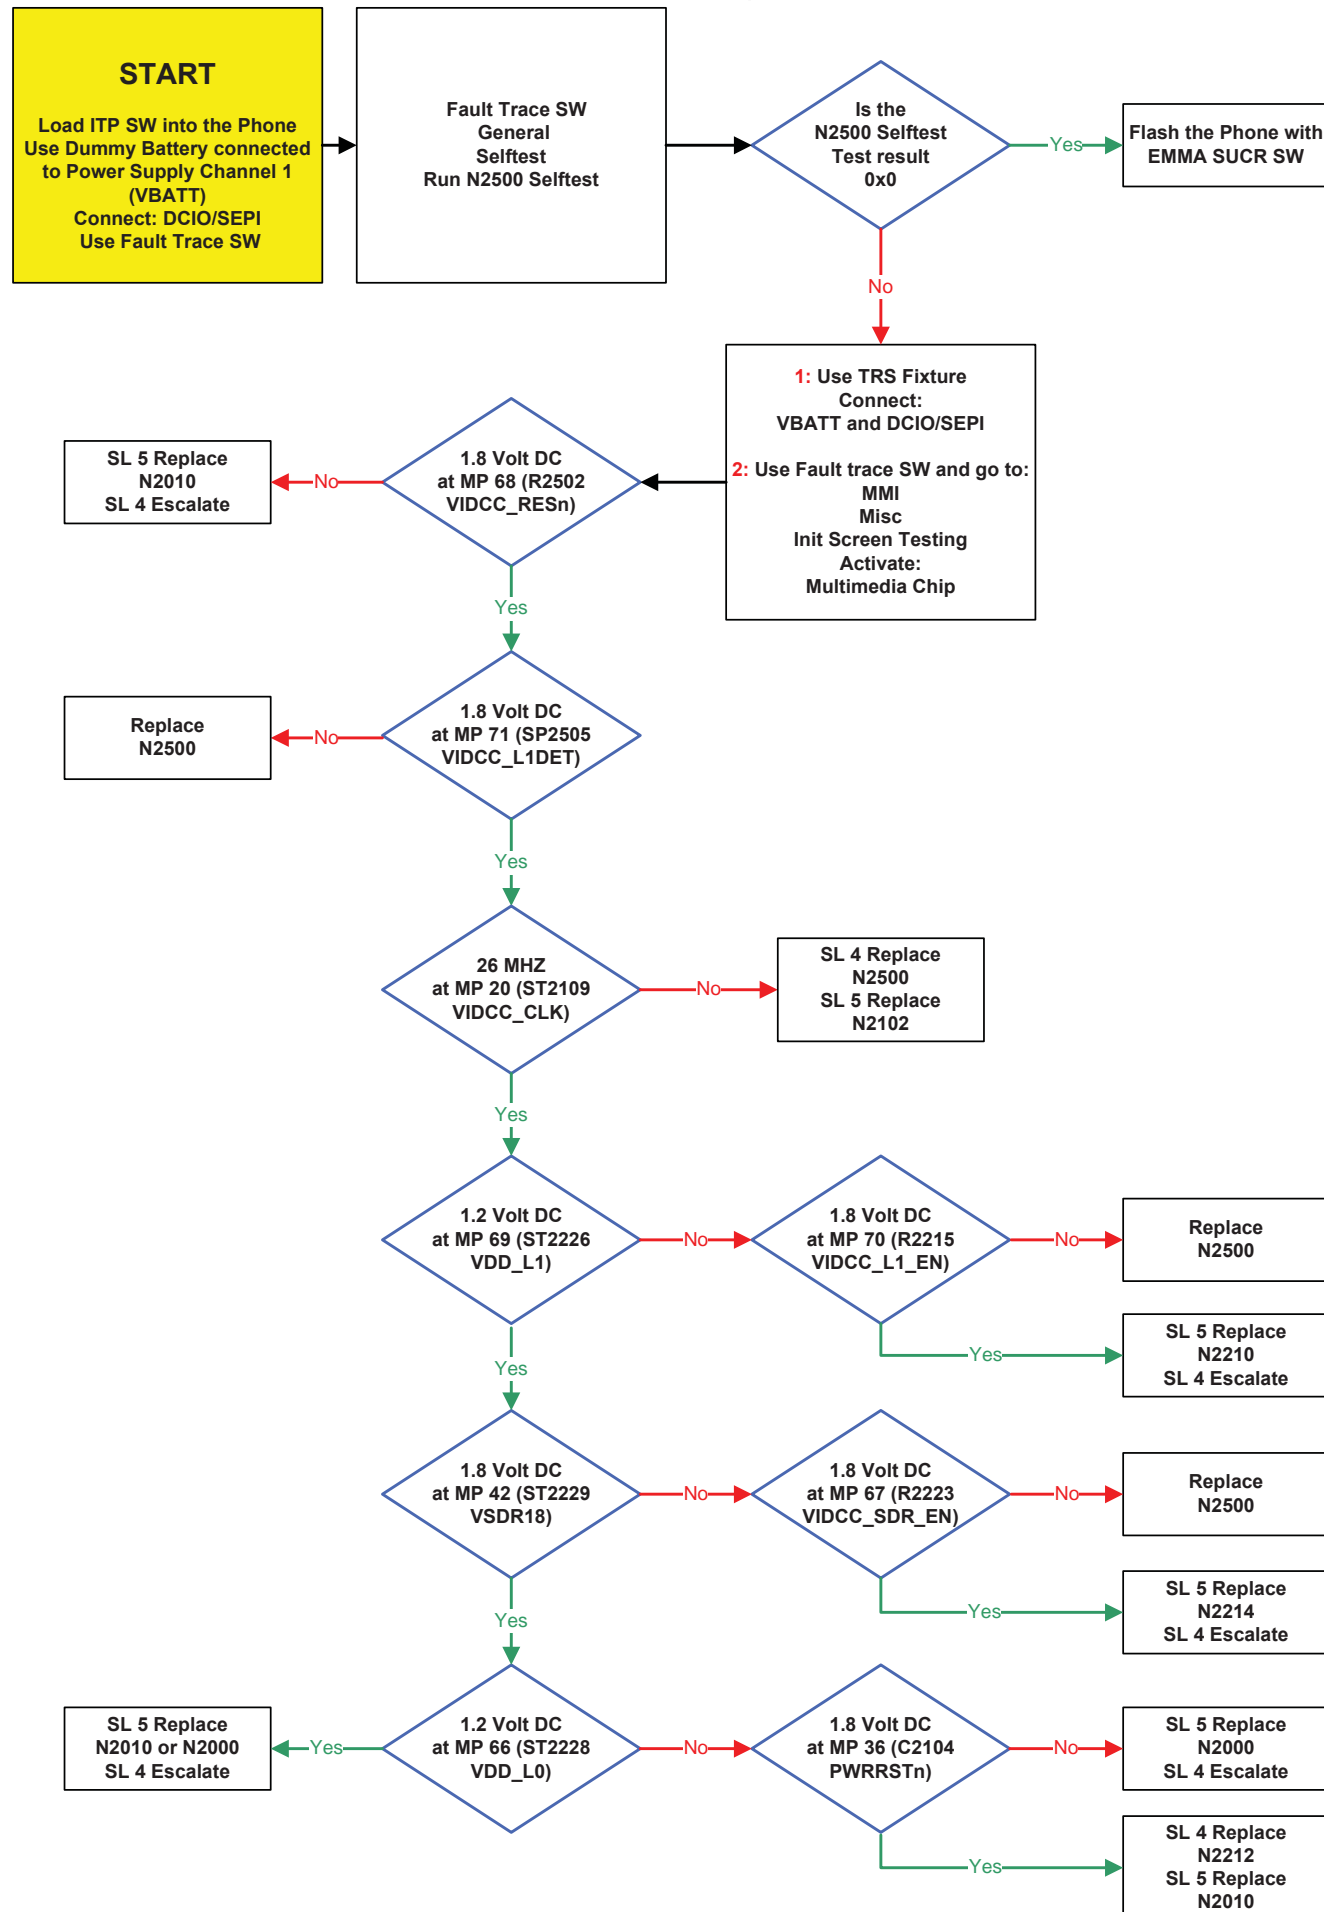 START
Load ITP SW into the Phone
Use Dummy Battery connected
to Power Supply Channel 1
(VBATT)
Connect: DCIO/SEPI
Use Fault Trace SW
Fault Trace SW
General
Selftest
Run N2500 Selftest
Is the
N2500 Selftest
Test result
0x0
Yes
Flash the Phone with
EMMA SUCR SW
No
1: Use TRS Fixture
Connect:
VBATT and DCIO/SEPI
2: Use Fault trace SW and go to:
MMI
Misc
Init Screen Testing
Activate:
Multimedia Chip
1.8 Volt DC
at MP 68 (R2502
VIDCC_RESn)
No
SL 5 Replace
N2010
SL 4 Escalate
Yes
1.8 Volt DC
at MP 71 (SP2505
VIDCC_L1DET)
No
Replace
N2500
Yes
26 MHZ
at MP 20 (ST2109
VIDCC_CLK)
No
SL 4 Replace
N2500
SL 5 Replace
N2102
Yes
1.2 Volt DC
at MP 69 (ST2226
VDD_L1)
No
1.8 Volt DC
at MP 70 (R2215
VIDCC_L1_EN)
No
Replace
N2500
Yes
SL 5 Replace
N2210
SL 4 Escalate
Yes
1.8 Volt DC
at MP 42 (ST2229
VSDR18)
No
1.8 Volt DC
at MP 67 (R2223
VIDCC_SDR_EN)
No
Replace
N2500
Yes
SL 5 Replace
N2214
SL 4 Escalate
Yes
1.2 Volt DC
at MP 66 (ST2228
VDD_L0)
Yes
SL 5 Replace
N2010 or N2000
SL 4 Escalate
No
1.8 Volt DC
at MP 36 (C2104
PWRRSTn)
No
SL 5 Replace
N2000
SL 4 Escalate
Yes
SL 4 Replace
N2212
SL 5 Replace
N2010